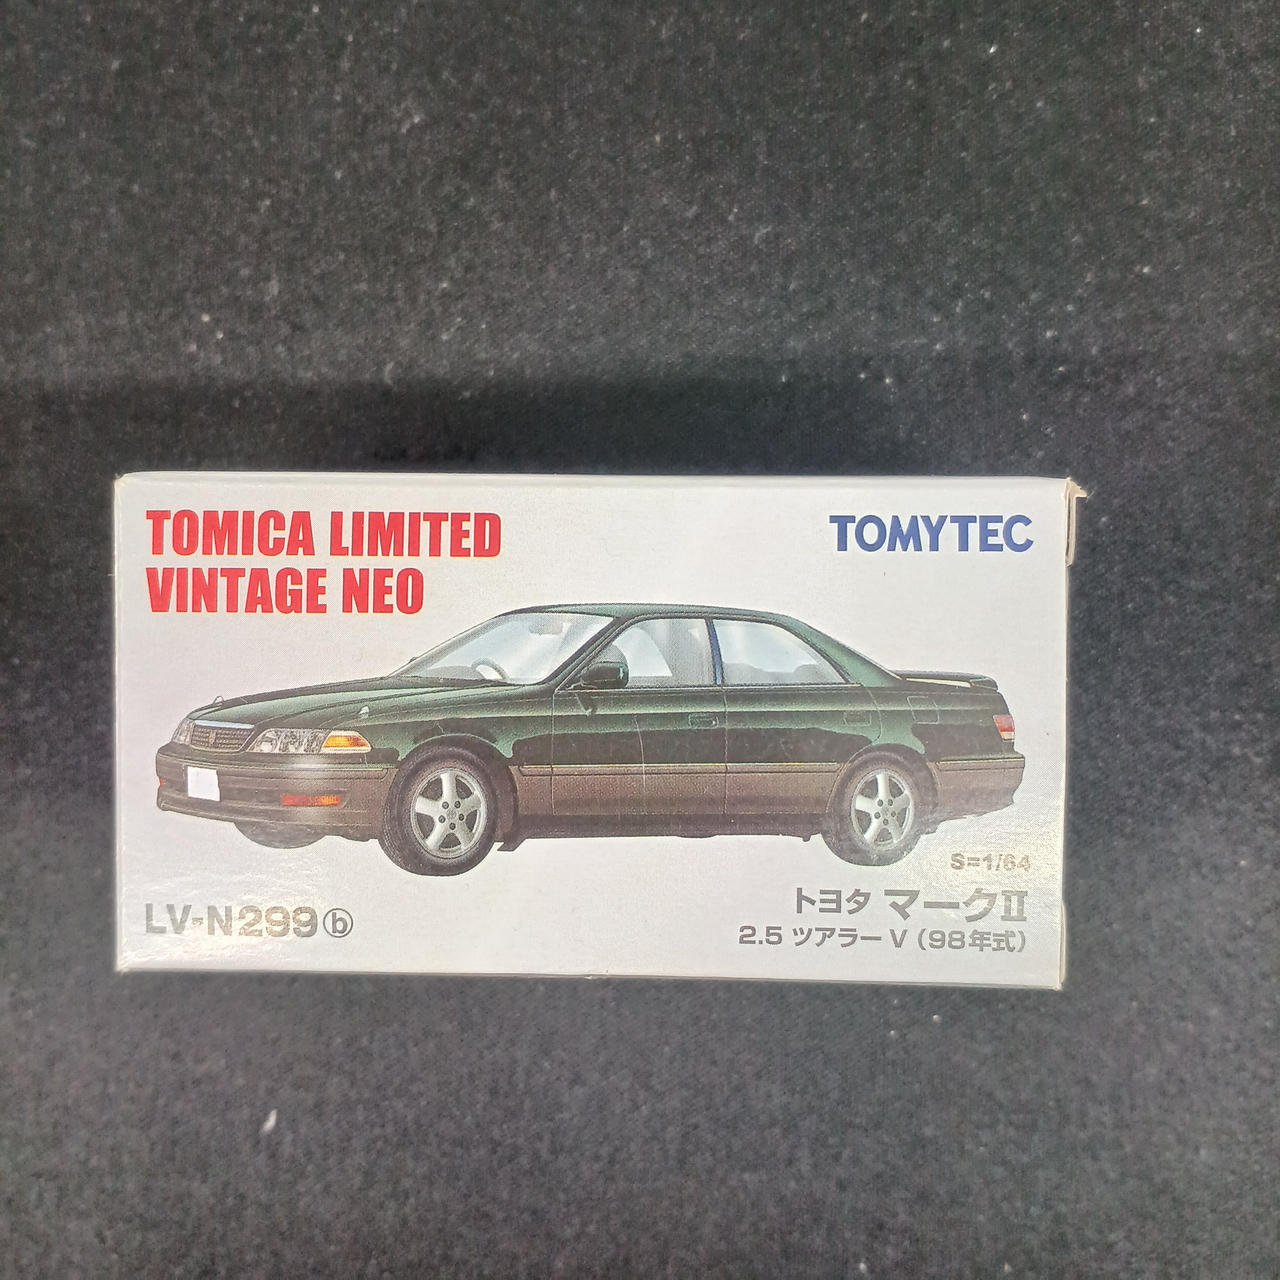 TOMICA LIMITED
VINTAGE NEO
TOMYTEC
S=1/64
LV-N299ⓑ
トヨタ マークII
2.5 ツアラー V (98年式)